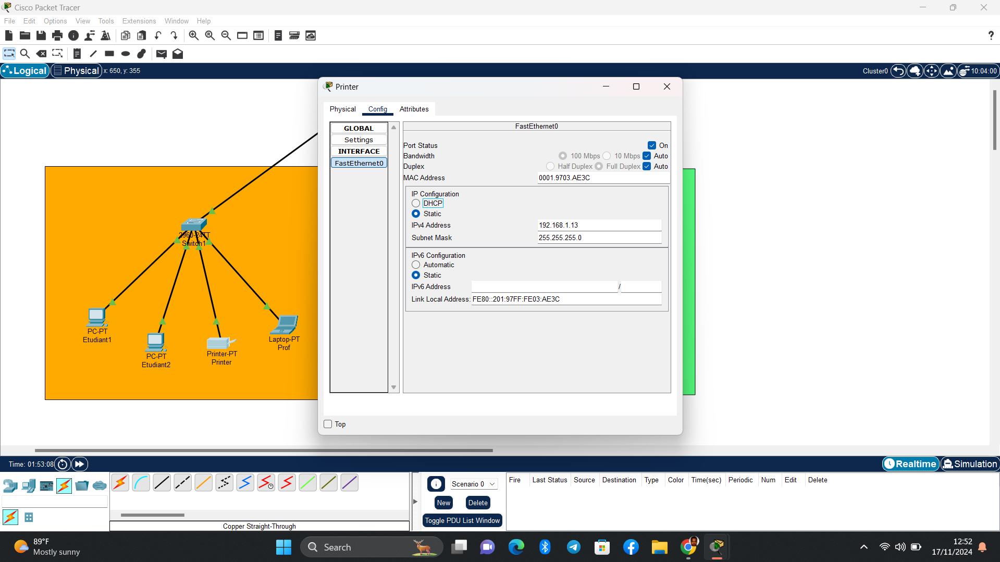 Cisco Packet Tracer
File Edit Options View Tools Extensions Window Help
?
Logical Physical x: 650, y: 355 Cluster0 10:04:00
Printer
Physical Config Attributes
GLOBAL
Settings
INTERFACE
FastEthernet0
FastEthernet0
Port Status On
Bandwidth 100 Mbps 10 Mbps Auto
Duplex Half Duplex Full Duplex Auto
MAC Address 0001.9703.AE3C
IP Configuration
DHCP
Static
IPv4 Address 192.168.1.13
Subnet Mask 255.255.255.0
IPv6 Configuration
Automatic
Static
IPv6 Address /
Link Local Address: FE80::201:97FF:FE03:AE3C
Top
2960-24TT
Switch1
PC-PT
Etudiant1
PC-PT
Etudiant2
Printer-PT
Printer
Laptop-PT
Prof
Time: 01:53:08 Realtime Simulation
Scenario 0
New Delete
Toggle PDU List Window
Fire Last Status Source Destination Type Color Time(sec) Periodic Num Edit Delete
Copper Straight-Through
89°F
Mostly sunny
Search
12:52
17/11/2024